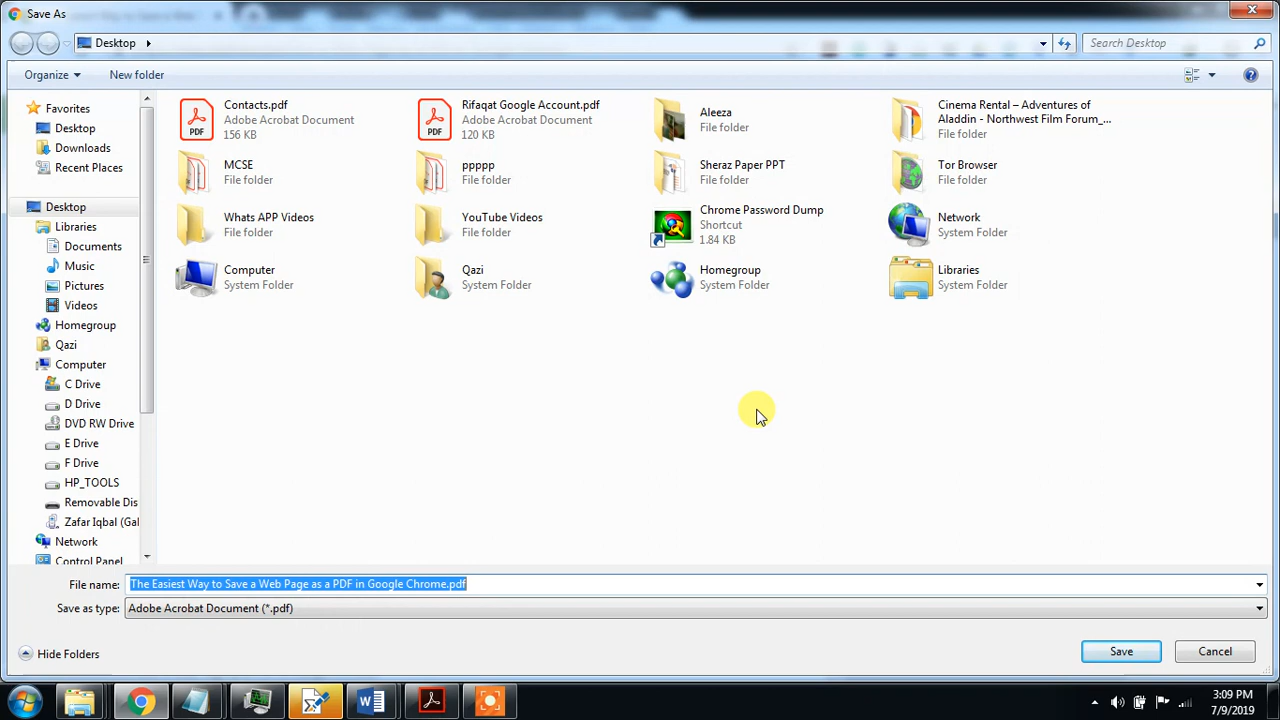 Save As
Desktop
Search Desktop
Organize
New folder
Favorites
Desktop
Downloads
Recent Places
Desktop
Libraries
Documents
Music
Pictures
Videos
Homegroup
Qazi
Computer
C Drive
D Drive
DVD RW Drive
E Drive
F Drive
HP_TOOLS
Removable Dis
Zafar Iqbal (Gal
Network
Control Panel
Contacts.pdf
Adobe Acrobat Document
156 KB
PDF
Rifaqat Google Account.pdf
Adobe Acrobat Document
120 KB
PDF
Aleeza
File folder
Cinema Rental – Adventures of
Aladdin - Northwest Film Forum_...
File folder
MCSE
File folder
ppppp
File folder
Sheraz Paper PPT
File folder
Tor Browser
File folder
Whats APP Videos
File folder
YouTube Videos
File folder
Chrome Password Dump
Shortcut
1.84 KB
Network
System Folder
Computer
System Folder
Qazi
System Folder
Homegroup
System Folder
Libraries
System Folder
File name: The Easiest Way to Save a Web Page as a PDF in Google Chrome.pdf
Save as type: Adobe Acrobat Document (*.pdf)
Hide Folders
Save
Cancel
3:09 PM
7/9/2019